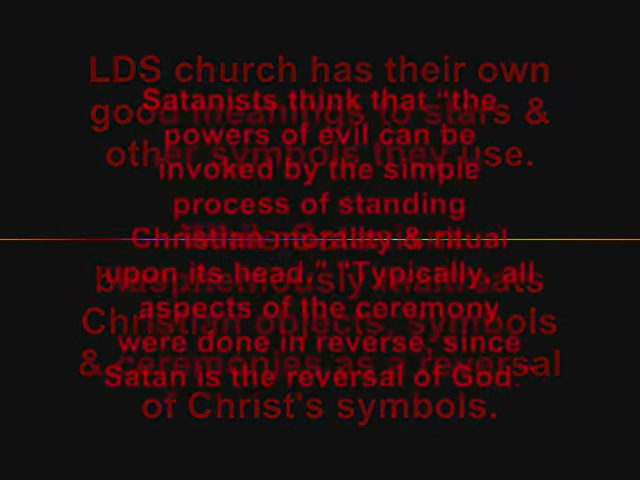 LDS church has their own
good meanings to stars &
other symbols they use.
blasphemously mistreats
Christian objects, symbols
& ceremonies as a reversal
of Christ's symbols.
Satanists think that “the
powers of evil can be
invoked by the simple
process of standing
Christian morality & ritual
upon its head.” “Typically, all
aspects of the ceremony
were done in reverse, since
Satan is the reversal of God.”